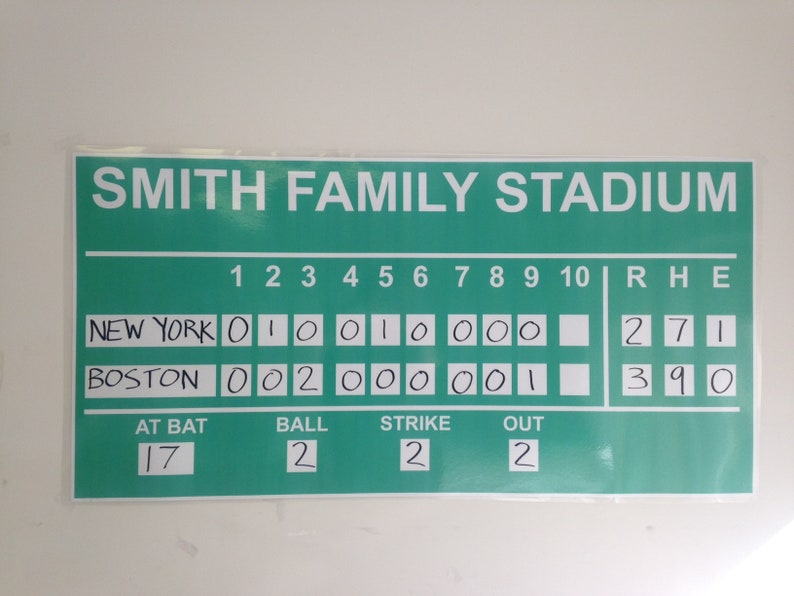 SMITH FAMILY STADIUM
1 2 3 4 5 6 7 8 9 10 R H E
NEW YORK 0 1 0 0 1 0 0 0 0 2 7 1
BOSTON 0 0 2 0 0 0 0 0 1 3 9 0
AT BAT BALL STRIKE OUT
17 2 2 2